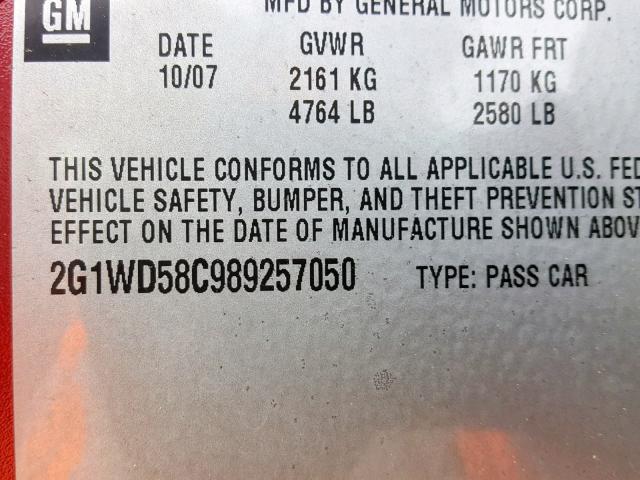 GM
MFD BY GENERAL MOTORS CORP.
DATE GVWR GAWR FRT
10/07 2161 KG 1170 KG
4764 LB 2580 LB
THIS VEHICLE CONFORMS TO ALL APPLICABLE U.S. FED
VEHICLE SAFETY, BUMPER, AND THEFT PREVENTION ST
EFFECT ON THE DATE OF MANUFACTURE SHOWN ABOV
2G1WD58C989257050 TYPE: PASS CAR